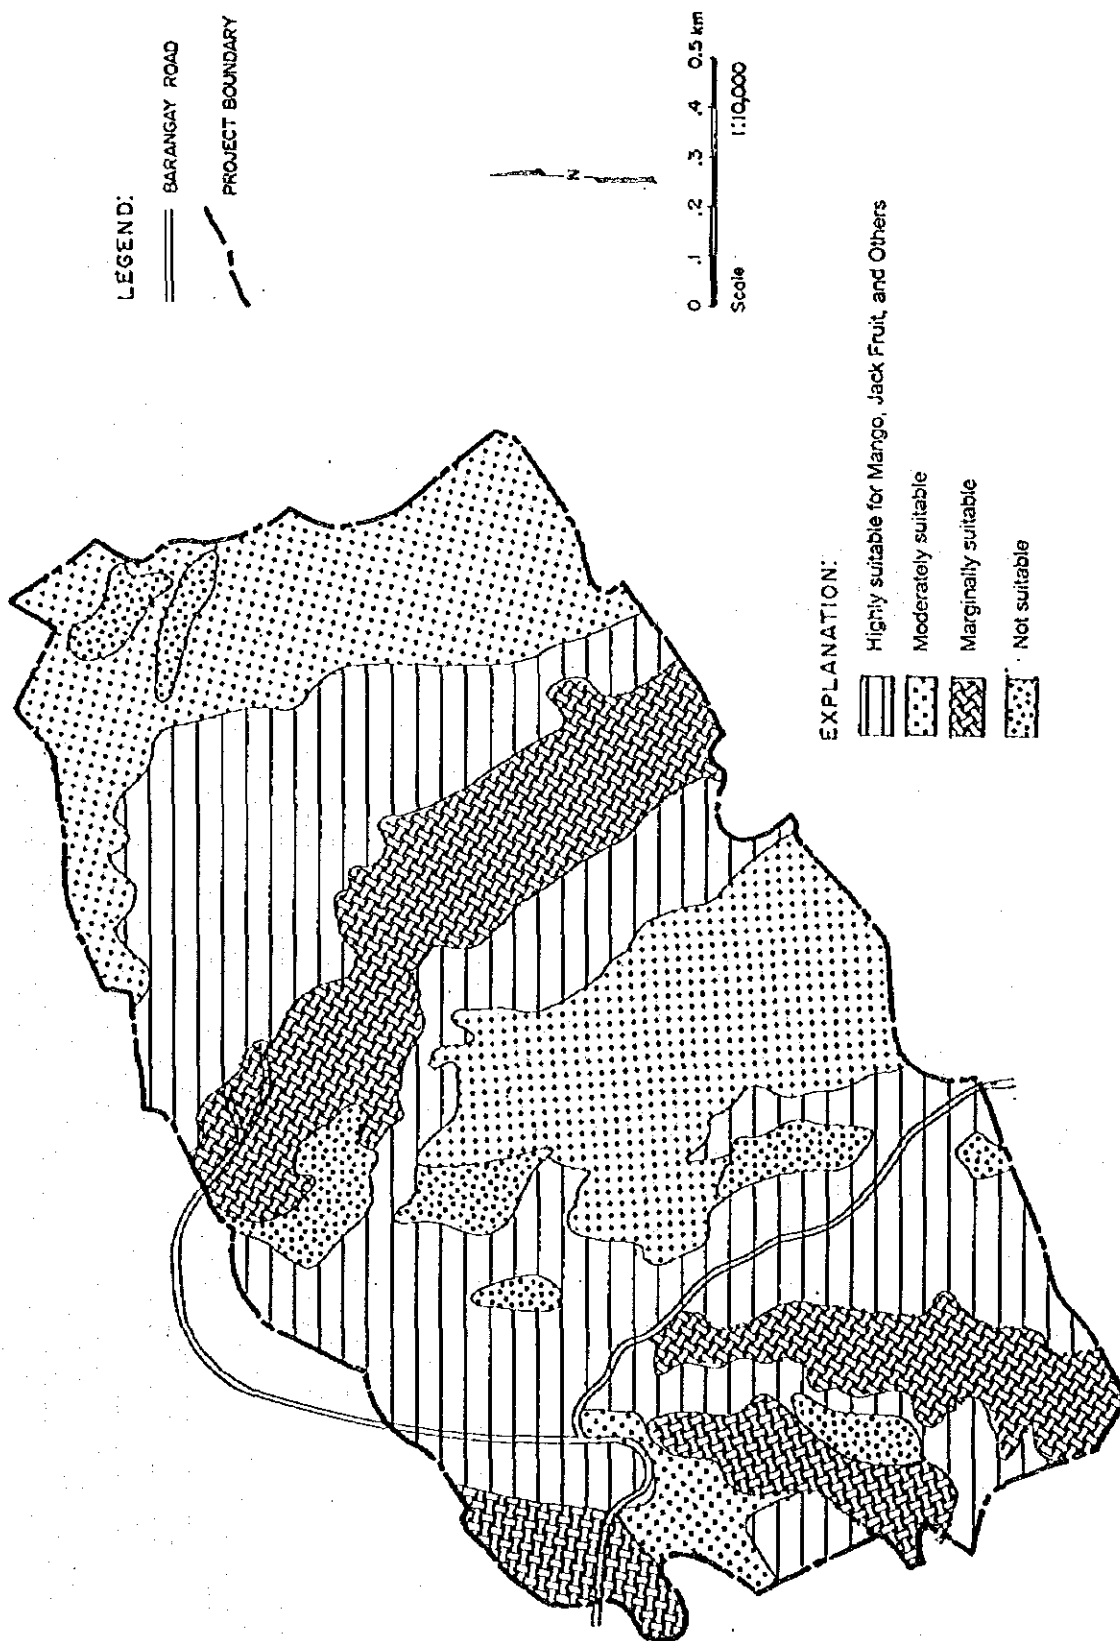 LEGEND:
BARANGAY ROAD
PROJECT BOUNDARY
N
0 .1 .2 .3 .4 0.5 km
Scale 1:10,000
EXPLANATION:
Highly suitable for Mango, Jack Fruit, and Others
Moderately suitable
Marginally suitable
Not suitable